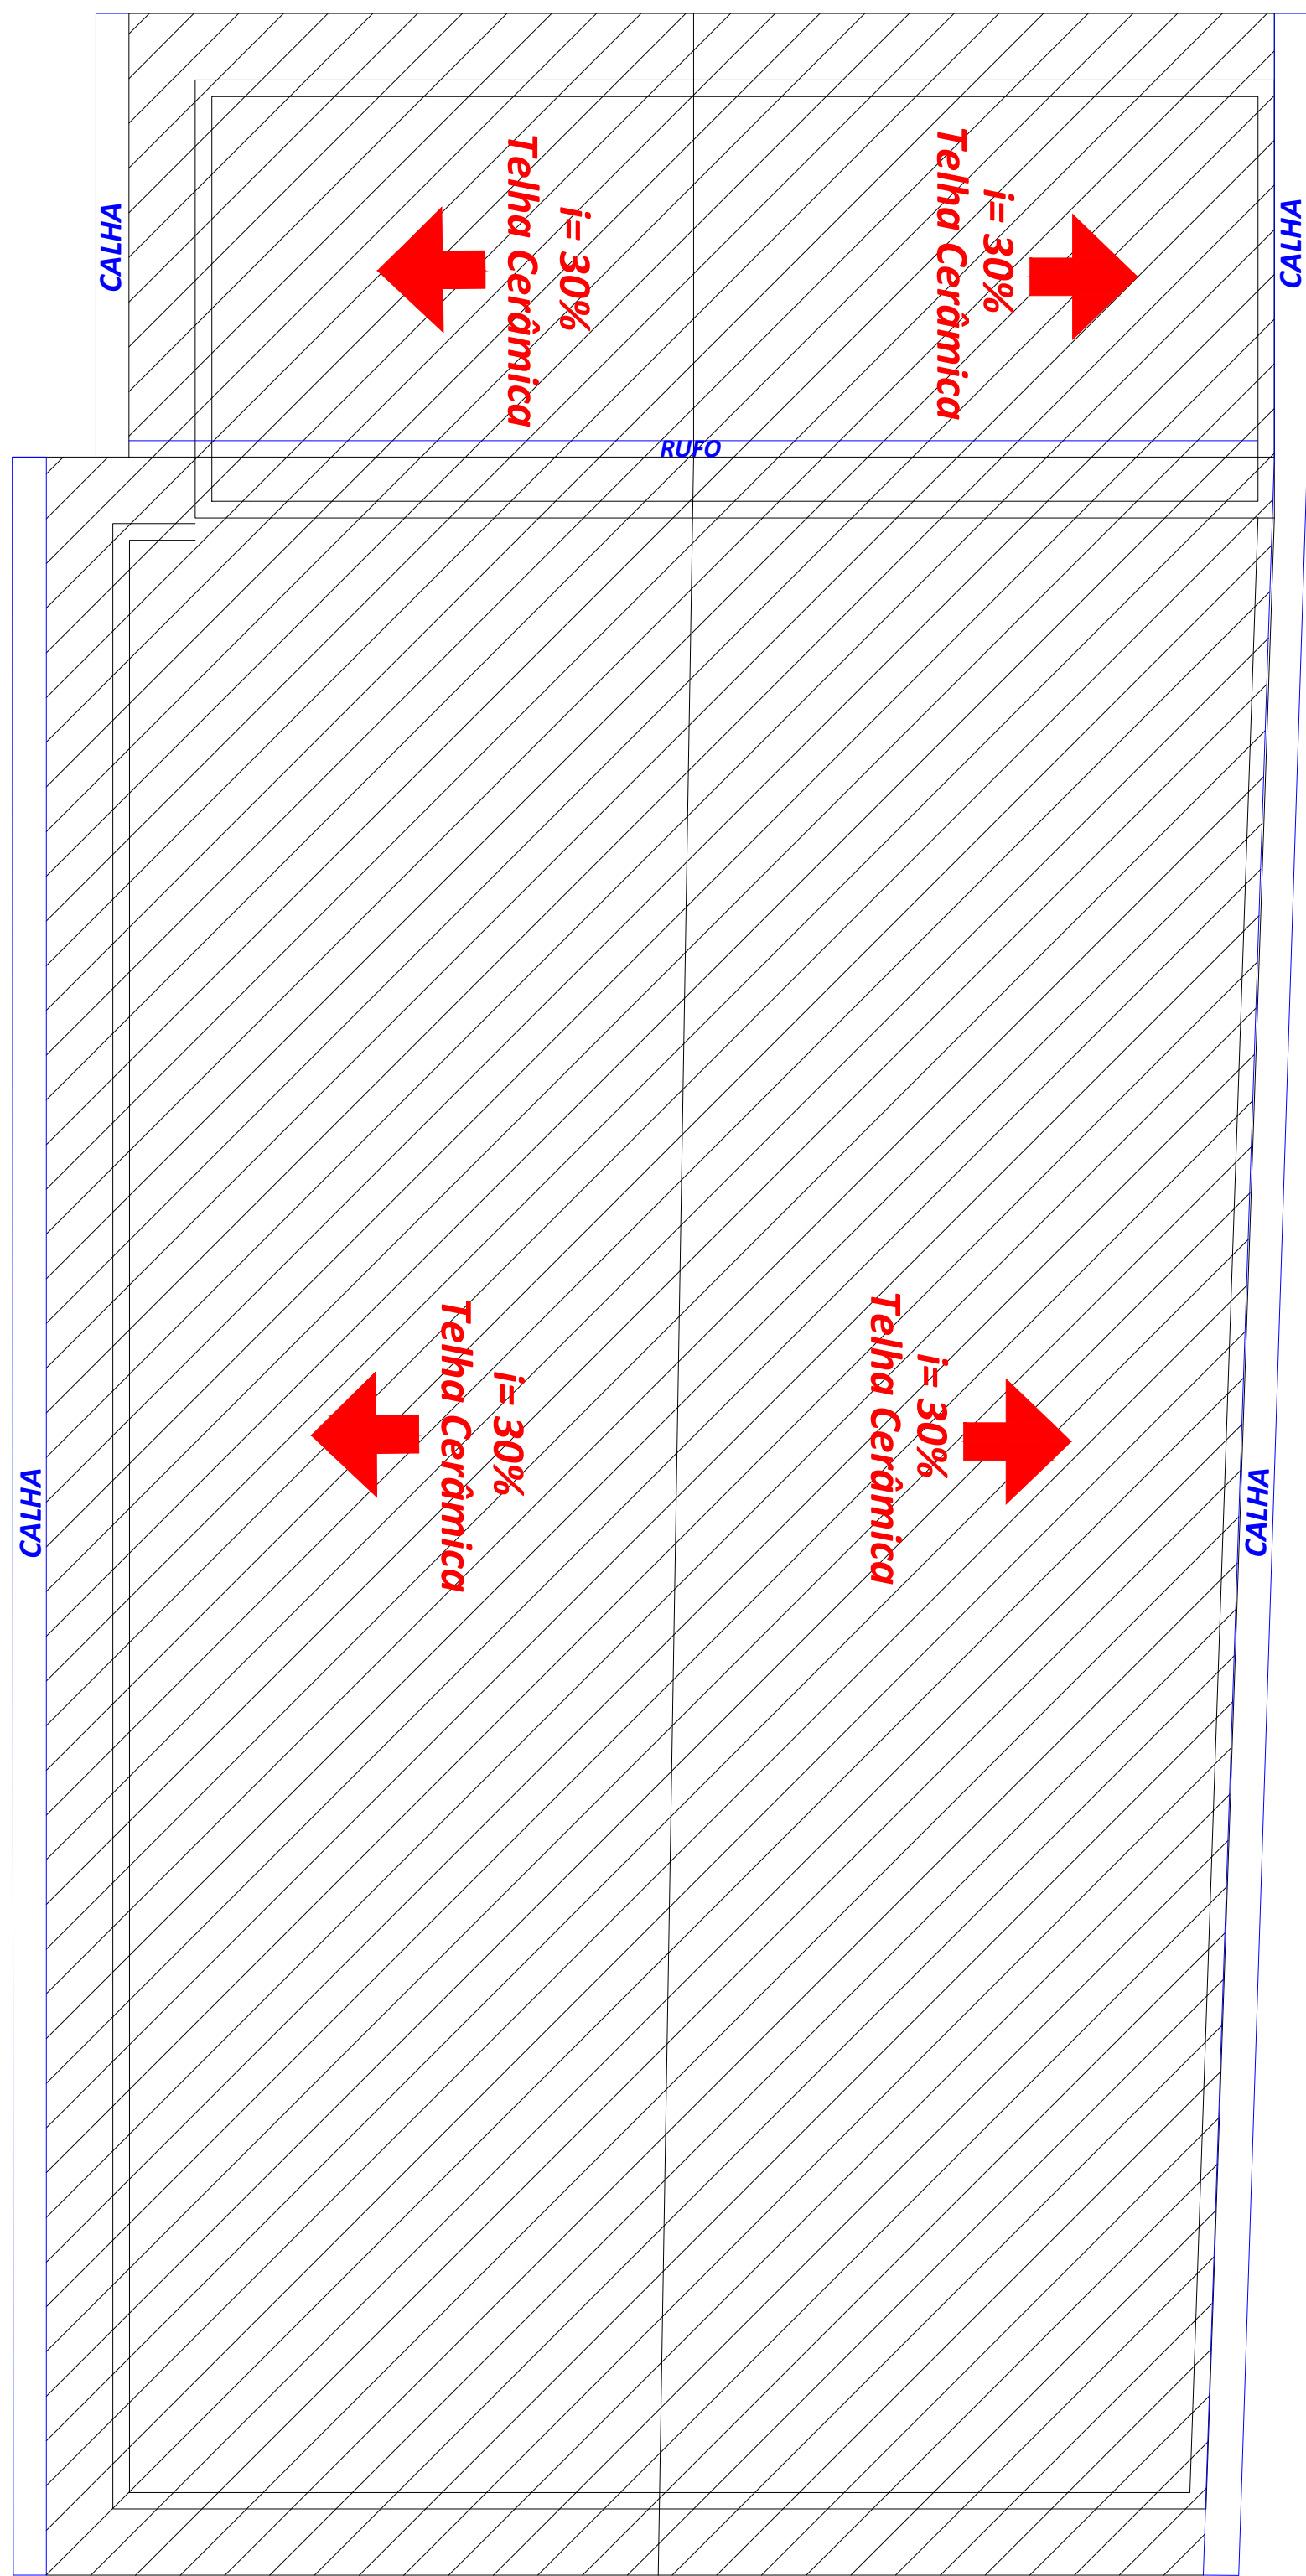 CALHA
i= 30%
Telha Cerâmica
i= 30%
Telha Cerâmica
CALHA
RUFO
CALHA
i= 30%
Telha Cerâmica
i= 30%
Telha Cerâmica
CALHA